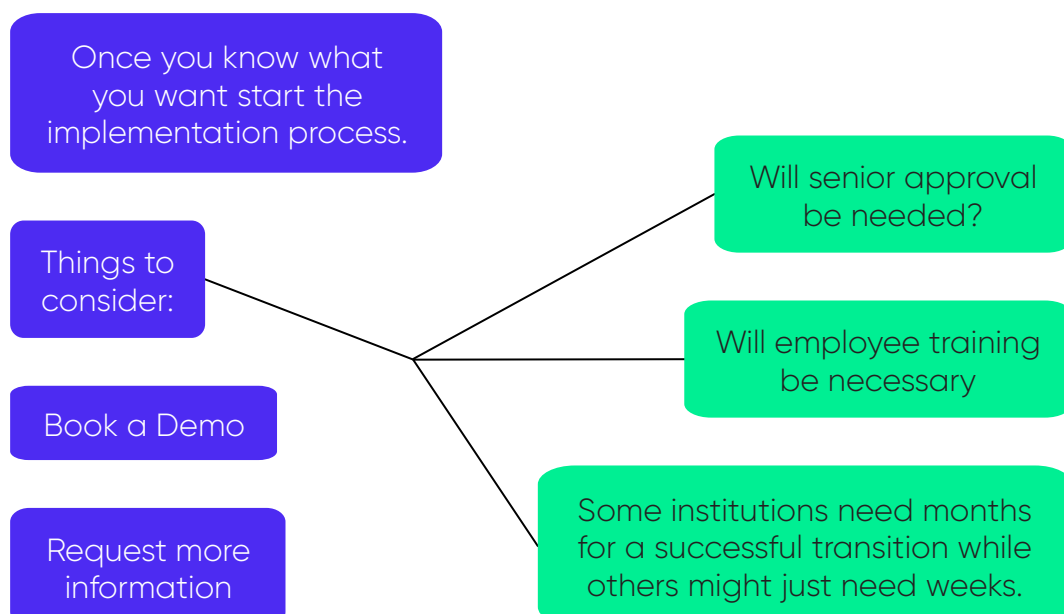 Once you know what
you want start the
implementation process.
Things to
consider:
Book a Demo
Request more
information
Will senior approval
be needed?
Will employee training
be necessary
Some institutions need months
for a successful transition while
others might just need weeks.